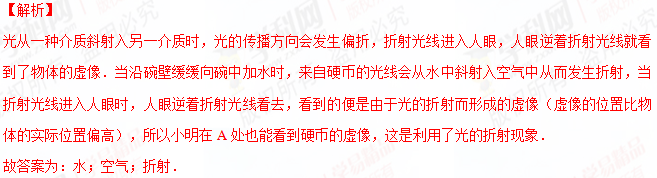 【解析】
光从一种介质斜射入另一介质时，光的传播方向会发生偏折，折射光线进入人眼，人眼逆着折射光线就看
到了物体的虚像．当沿碗壁缓缓向碗中加水时，来自硬币的光线会从水中斜射入空气中从而发生折射，当
折射光线进入人眼时，人眼逆着折射光线看去，看到的便是由于光的折射而形成的虚像（虚像的位置比物
体的实际位置偏高），所以小明在 A 处也能看到硬币的虚像，这是利用了光的折射现象．
故答案为：水；空气；折射．